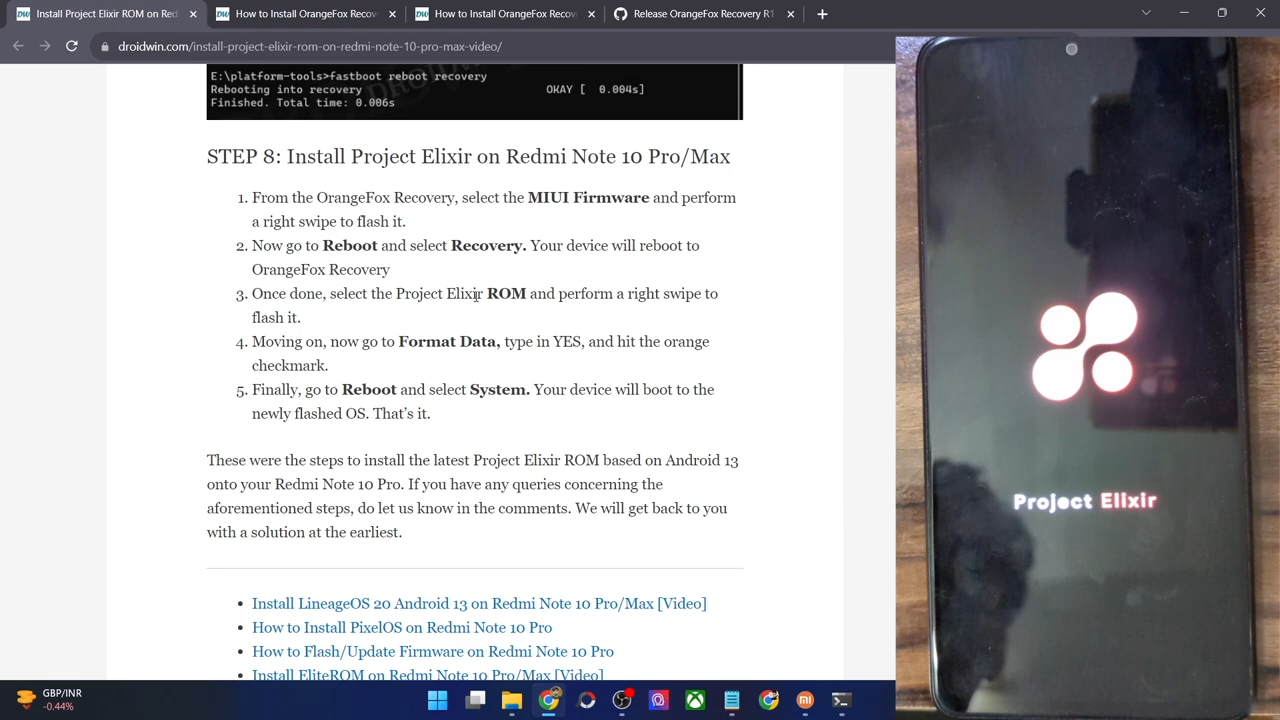 Install Project Elixir ROM on Red
How to Install OrangeFox Recov
How to Install OrangeFox Recov
Release OrangeFox Recovery R1
droidwin.com/install-project-elixir-rom-on-redmi-note-10-pro-max-video/
E:\platform-tools>fastboot reboot recovery
Rebooting into recovery OKAY [ 0.004s]
Finished. Total time: 0.006s
STEP 8: Install Project Elixir on Redmi Note 10 Pro/Max
1. From the OrangeFox Recovery, select the MIUI Firmware and perform
a right swipe to flash it.
2. Now go to Reboot and select Recovery. Your device will reboot to
OrangeFox Recovery
3. Once done, select the Project Elixir ROM and perform a right swipe to
flash it.
4. Moving on, now go to Format Data, type in YES, and hit the orange
checkmark.
5. Finally, go to Reboot and select System. Your device will boot to the
newly flashed OS. That’s it.
These were the steps to install the latest Project Elixir ROM based on Android 13
onto your Redmi Note 10 Pro. If you have any queries concerning the
aforementioned steps, do let us know in the comments. We will get back to you
with a solution at the earliest.
• Install LineageOS 20 Android 13 on Redmi Note 10 Pro/Max [Video]
• How to Install PixelOS on Redmi Note 10 Pro
• How to Flash/Update Firmware on Redmi Note 10 Pro
• Install EliteROM on Redmi Note 10 Pro/Max [Video]
Project Elixir
GBP/INR
-0.44%